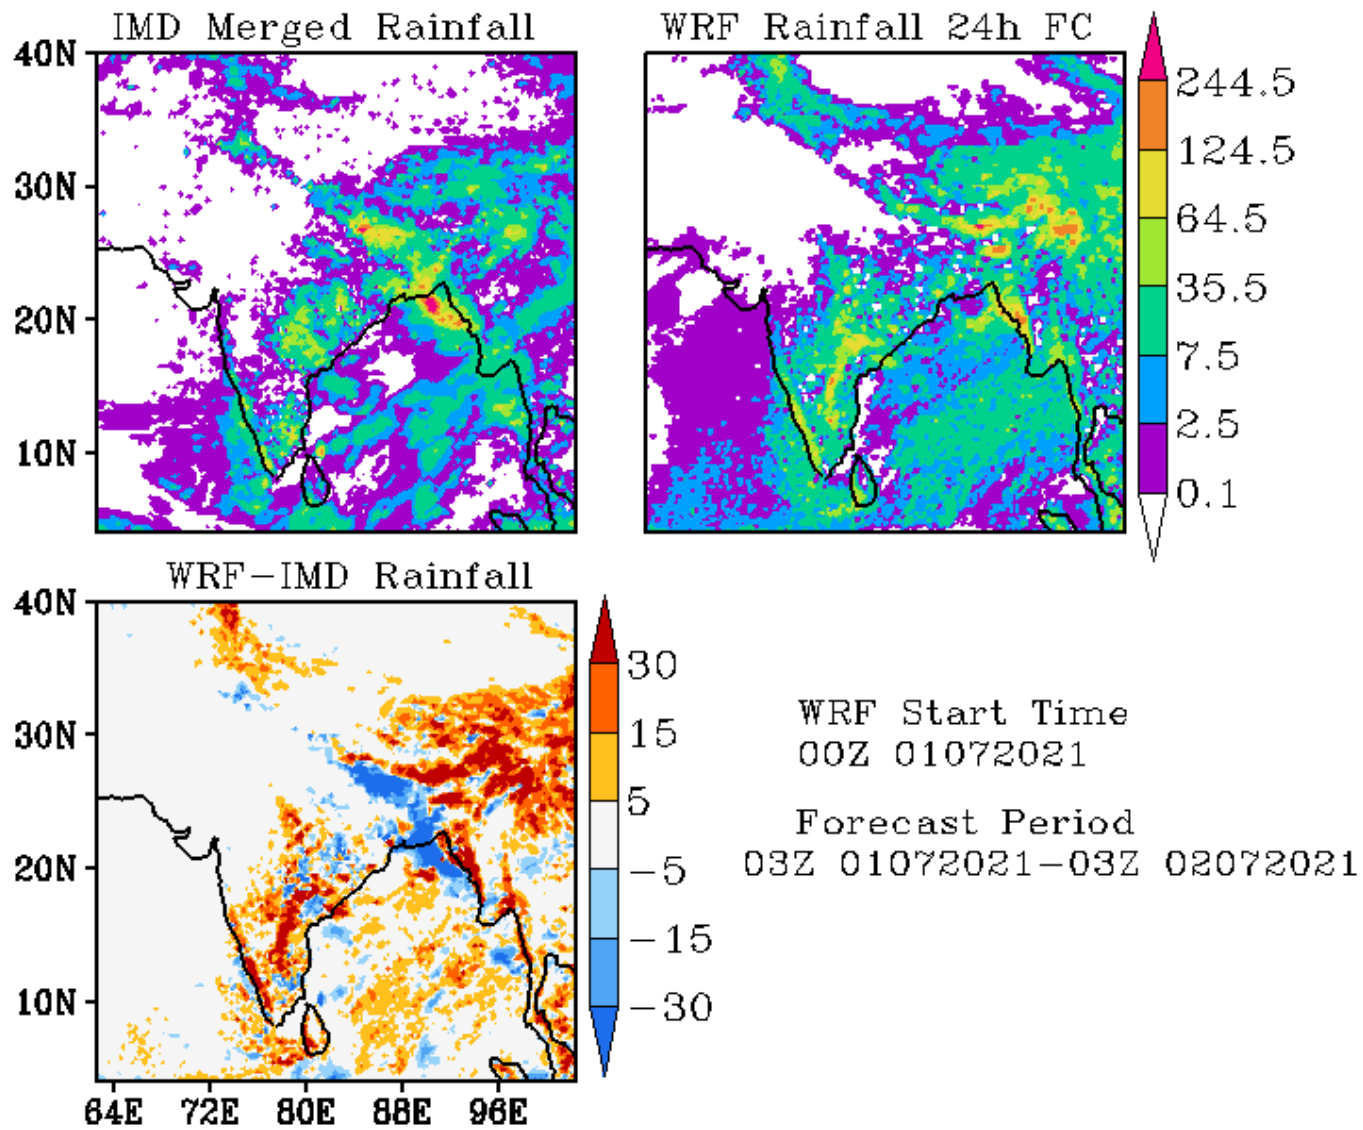 IMD Merged Rainfall
WRF Rainfall 24h FC
40N
30N
20N
10N
244.5
124.5
64.5
35.5
7.5
2.5
0.1
WRF-IMD Rainfall
40N
30N
20N
10N
64E 72E 80E 88E 96E
30
15
5
-5
-15
-30
WRF Start Time
00Z 01072021
Forecast Period
03Z 01072021-03Z 02072021